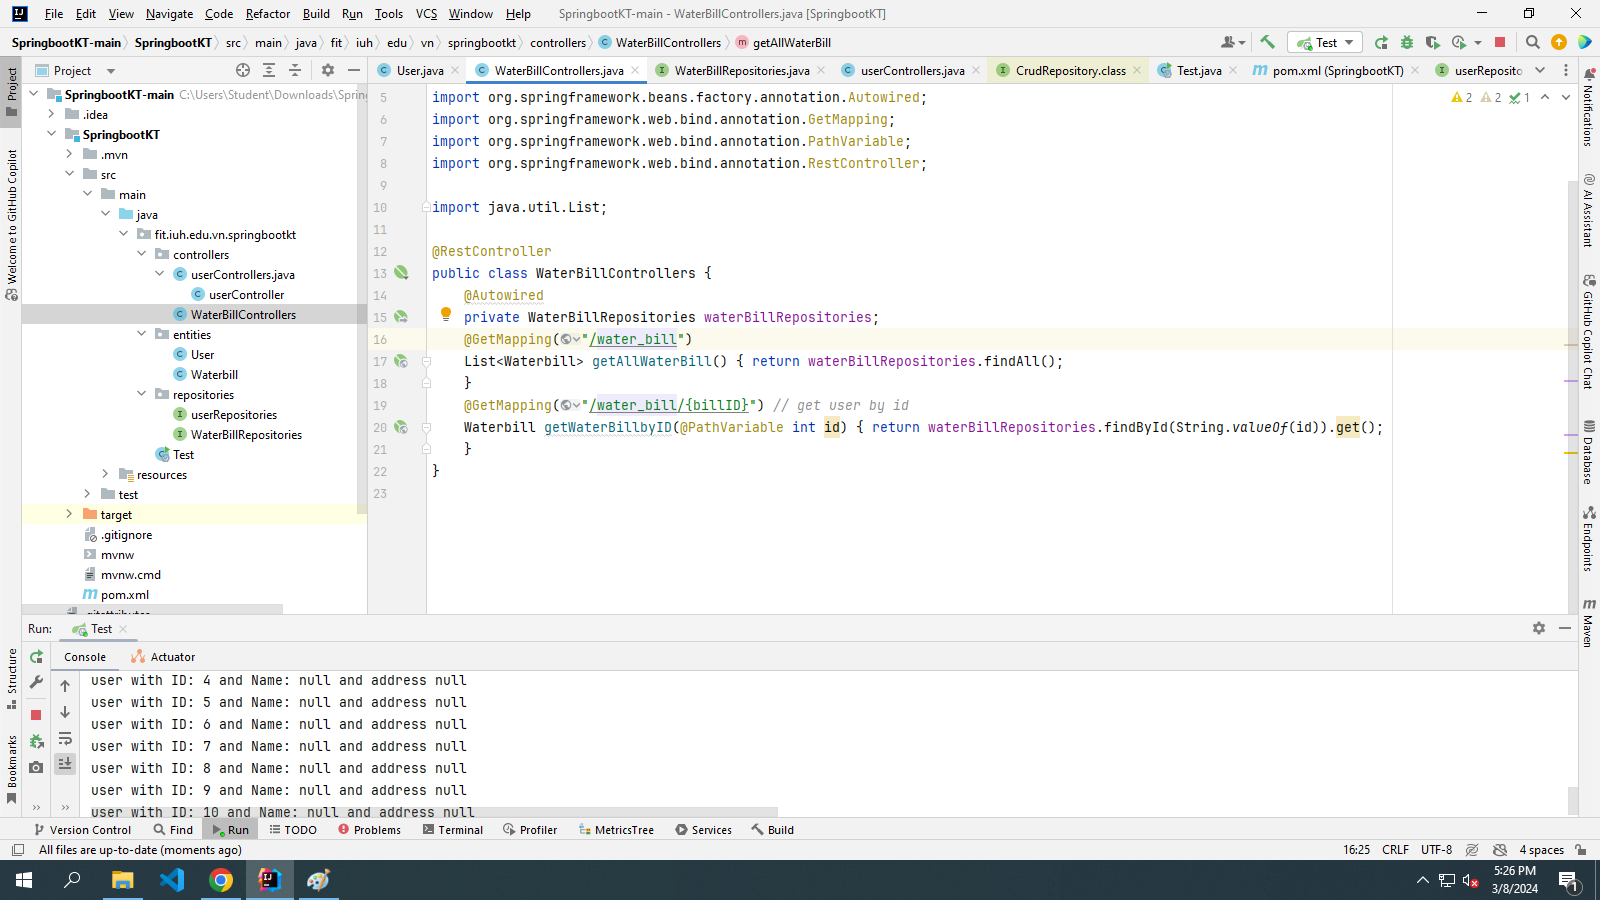 File Edit View Navigate Code Refactor Build Run Tools VCS Window Help SpringbootKT-main - WaterBillControllers.java [SpringbootKT]
SpringbootKT-main SpringbootKT src main java fit iuh edu vn springbootkt controllers WaterBillControllers getAllWaterBill Test
Project
User.java WaterBillControllers.java WaterBillRepositories.java userControllers.java CrudRepository.class Test.java pom.xml (SpringbootKT) userReposito
SpringbootKT-main C:\Users\Student\Downloads\Spring
.idea
SpringbootKT
.mvn
src
main
java
fit.iuh.edu.vn.springbootkt
controllers
userControllers.java
userController
WaterBillControllers
entities
User
Waterbill
repositories
userRepositories
WaterBillRepositories
Test
resources
test
target
.gitignore
mvnw
mvnw.cmd
pom.xml
.gitattributes
5 import org.springframework.beans.factory.annotation.Autowired;
6 import org.springframework.web.bind.annotation.GetMapping;
7 import org.springframework.web.bind.annotation.PathVariable;
8 import org.springframework.web.bind.annotation.RestController;
9
10 import java.util.List;
11
12 @RestController
13 public class WaterBillControllers {
14 @Autowired
15 private WaterBillRepositories waterBillRepositories;
16 @GetMapping("/water_bill")
17 List<Waterbill> getAllWaterBill() { return waterBillRepositories.findAll();
18 }
19 @GetMapping("/water_bill/{billID}") // get user by id
20 Waterbill getWaterBillbyID(@PathVariable int id) { return waterBillRepositories.findById(String.valueOf(id)).get();
21 }
22 }
23
2 2 1
Project
Welcome to GitHub Copilot
Structure
Bookmarks
Notifications
AI Assistant
GitHub Copilot Chat
Database
Endpoints
Maven
Run: Test
Console Actuator
user with ID: 4 and Name: null and address null
user with ID: 5 and Name: null and address null
user with ID: 6 and Name: null and address null
user with ID: 7 and Name: null and address null
user with ID: 8 and Name: null and address null
user with ID: 9 and Name: null and address null
user with ID: 10 and Name: null and address null
Version Control Find Run TODO Problems Terminal Profiler MetricsTree Services Build
All files are up-to-date (moments ago) 16:25 CRLF UTF-8 4 spaces
5:26 PM
3/8/2024
1